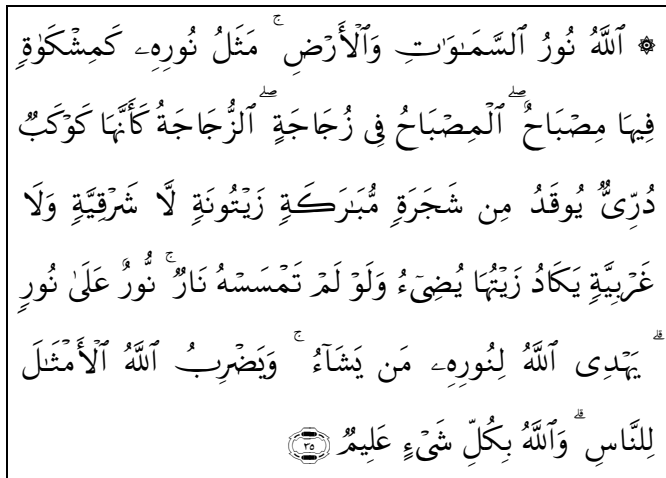 ۞ ٱللَّهُ نُورُ ٱلسَّمَـٰوَٰتِ وَٱلْأَرْضِ ۚ مَثَلُ نُورِهِۦ كَمِشْكَوٰةٍ
فِيهَا مِصْبَاحٌ ۖ ٱلْمِصْبَاحُ فِى زُجَاجَةٍ ۖ ٱلزُّجَاجَةُ كَأَنَّهَا كَوْكَبٌ
دُرِّىٌّ يُوقَدُ مِن شَجَرَةٍ مُّبَـٰرَكَةٍ زَيْتُونَةٍ لَّا شَرْقِيَّةٍ وَلَا
غَرْبِيَّةٍ يَكَادُ زَيْتُهَا يُضِىٓءُ وَلَوْ لَمْ تَمْسَسْهُ نَارٌ ۚ نُّورٌ عَلَىٰ نُورٍ
ۗ يَهْدِى ٱللَّهُ لِنُورِهِۦ مَن يَشَآءُ ۚ وَيَضْرِبُ ٱللَّهُ ٱلْأَمْثَـٰلَ
لِلنَّاسِ ۗ وَٱللَّهُ بِكُلِّ شَىْءٍ عَلِيمٌ ۝٣٥